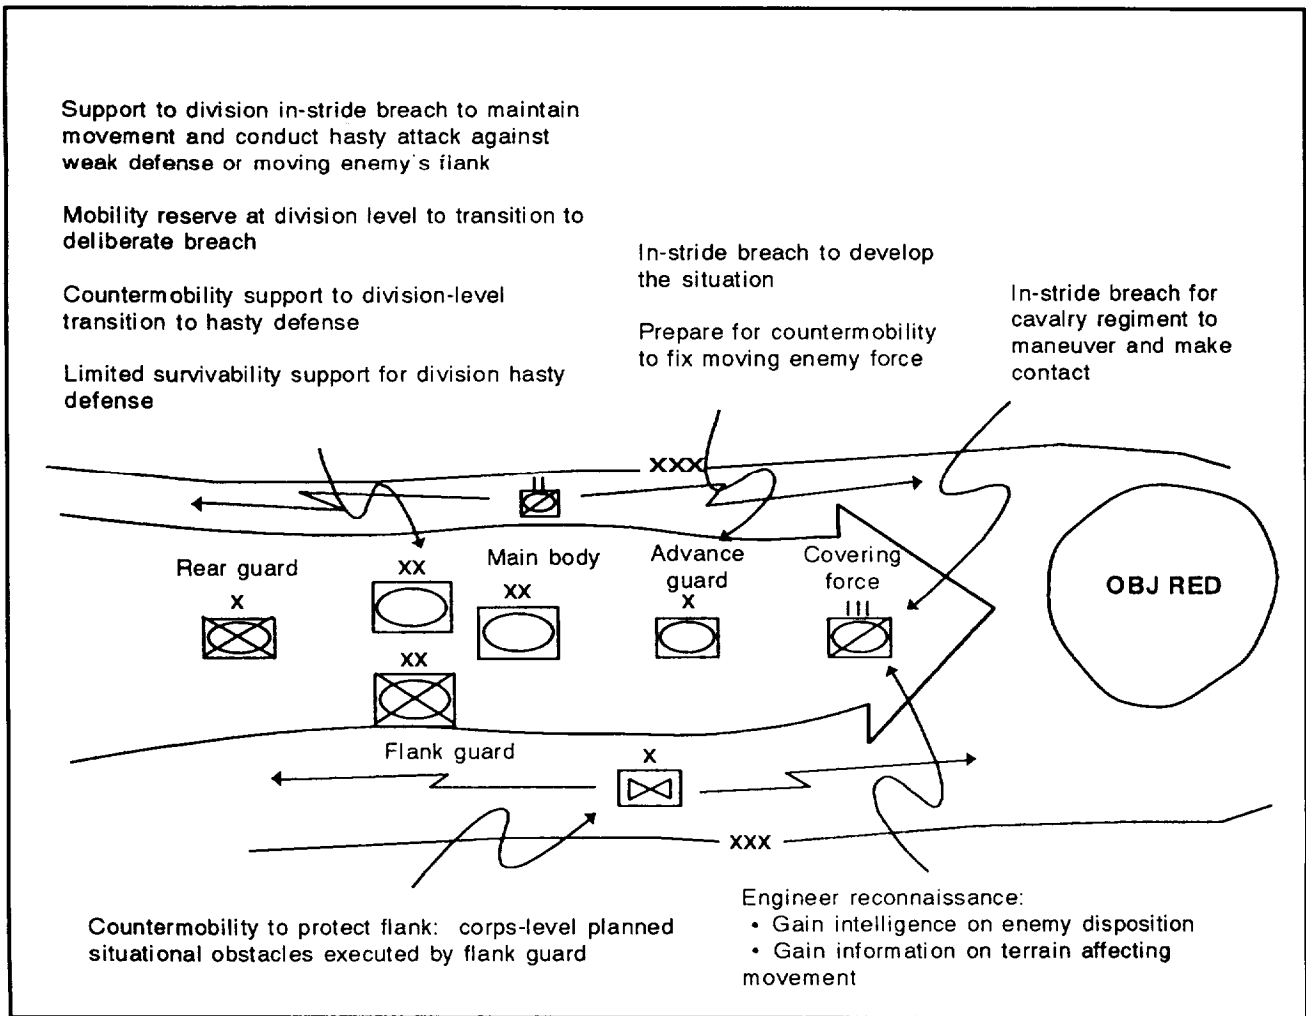 Support to division in-stride breach to maintain
movement and conduct hasty attack against
weak defense or moving enemy's flank
Mobility reserve at division level to transition to
deliberate breach
Countermobility support to division-level
transition to hasty defense
Limited survivability support for division hasty
defense
In-stride breach to develop
the situation
Prepare for countermobility
to fix moving enemy force
In-stride breach for
cavalry regiment to
maneuver and make
contact
XXX
II
Rear guard
X
XX
Main body
XX
Advance
guard
X
Covering
force
III
OBJ RED
XX
Flank guard
X
XXX
Countermobility to protect flank: corps-level planned
situational obstacles executed by flank guard
Engineer reconnaissance:
• Gain intelligence on enemy disposition
• Gain information on terrain affecting
movement